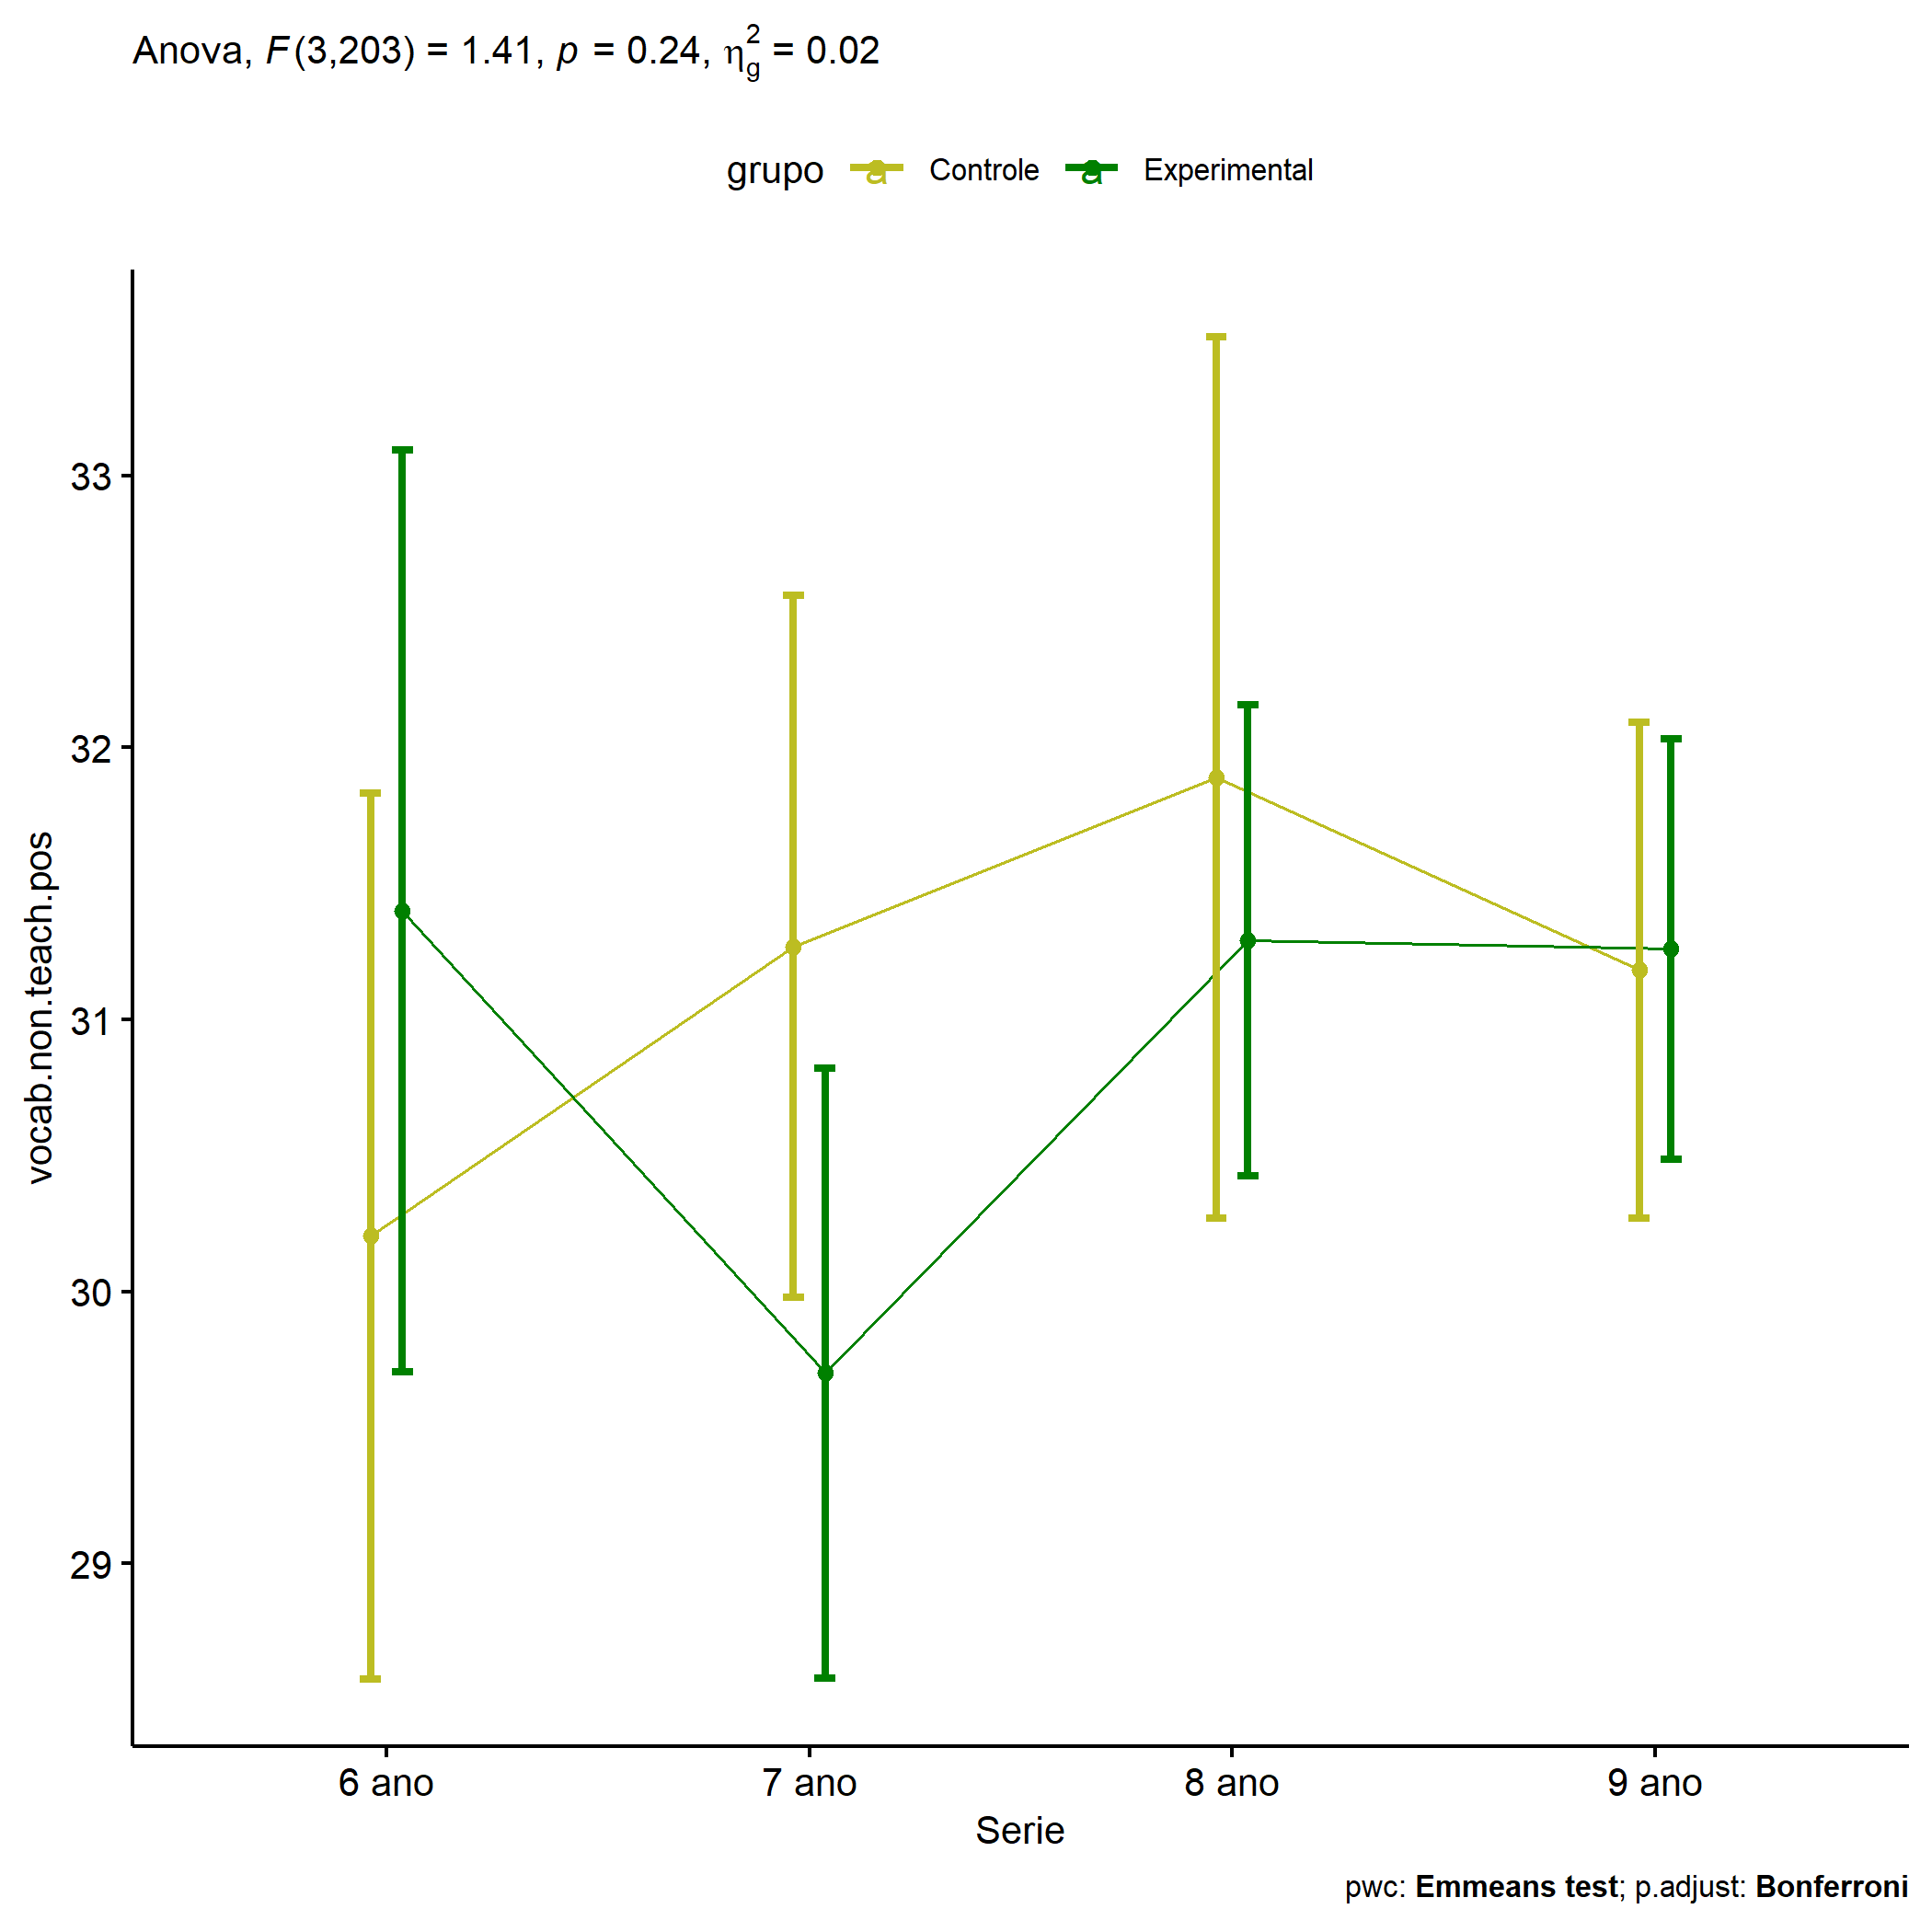 Anova, F(3,203) = 1.41, p = 0.24, η²g = 0.02
grupo a Controle a Experimental
33
32
31
30
29
vocab.non.teach.pos
6 ano 7 ano 8 ano 9 ano
Serie
pwc: Emmeans test; p.adjust: Bonferroni